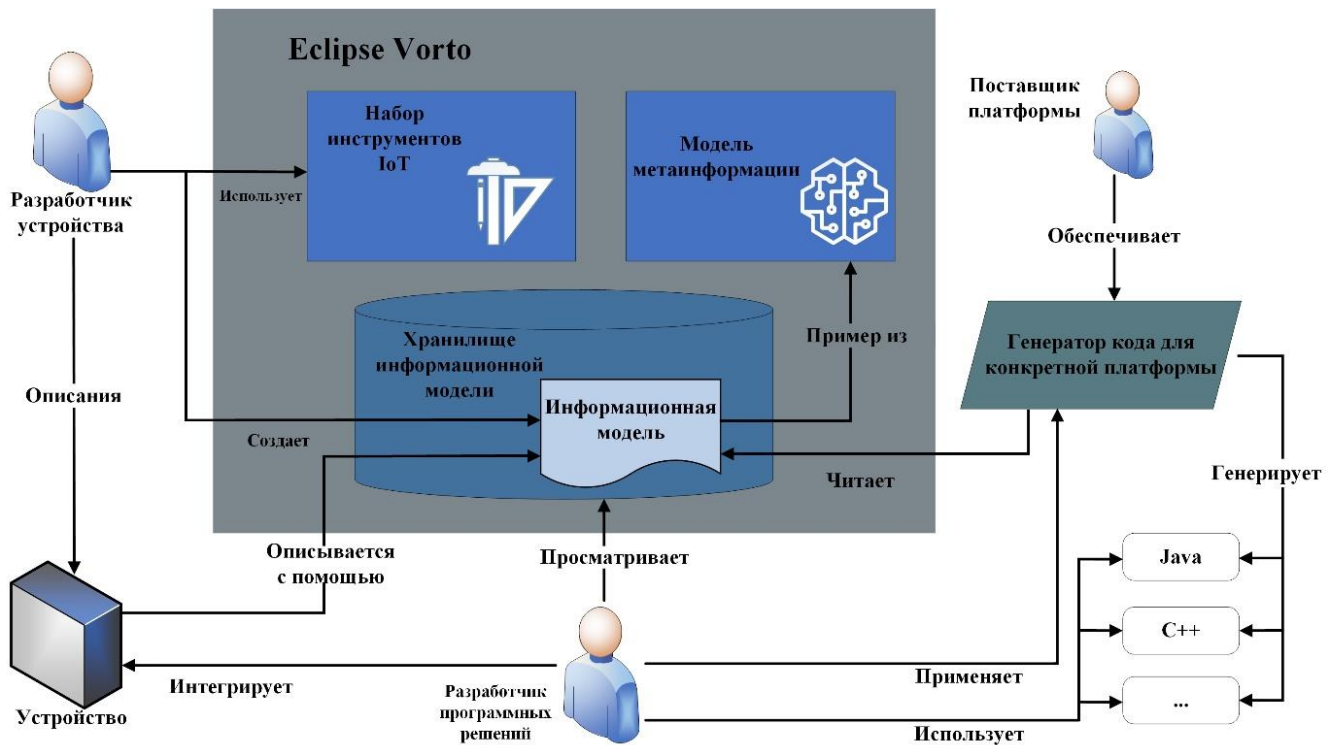 Eclipse Vorto
Набор
инструментов
IoT
Модель
метаинформации
Поставщик
платформы
Разработчик
устройства
Использует
Обеспечивает
Хранилище
информационной
модели
Пример из
Генератор кода для
конкретной платформы
Описания
Информационная
модель
Создает
Читает
Генерирует
Описывается
с помощью
Просматривает
Java
C++
...
Интегрирует
Применяет
Устройство
Разработчик
программных
решений
Использует